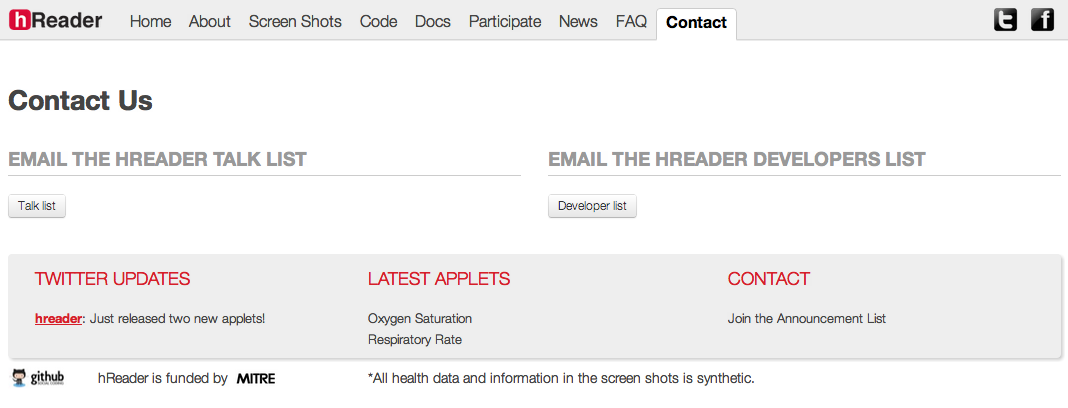 hReader Home About Screen Shots Code Docs Participate News FAQ Contact
Contact Us
EMAIL THE HREADER TALK LIST
Talk list
EMAIL THE HREADER DEVELOPERS LIST
Developer list
TWITTER UPDATES
hreader: Just released two new applets!
LATEST APPLETS
Oxygen Saturation
Respiratory Rate
CONTACT
Join the Announcement List
github
SOCIAL CODING
hReader is funded by MITRE
*All health data and information in the screen shots is synthetic.